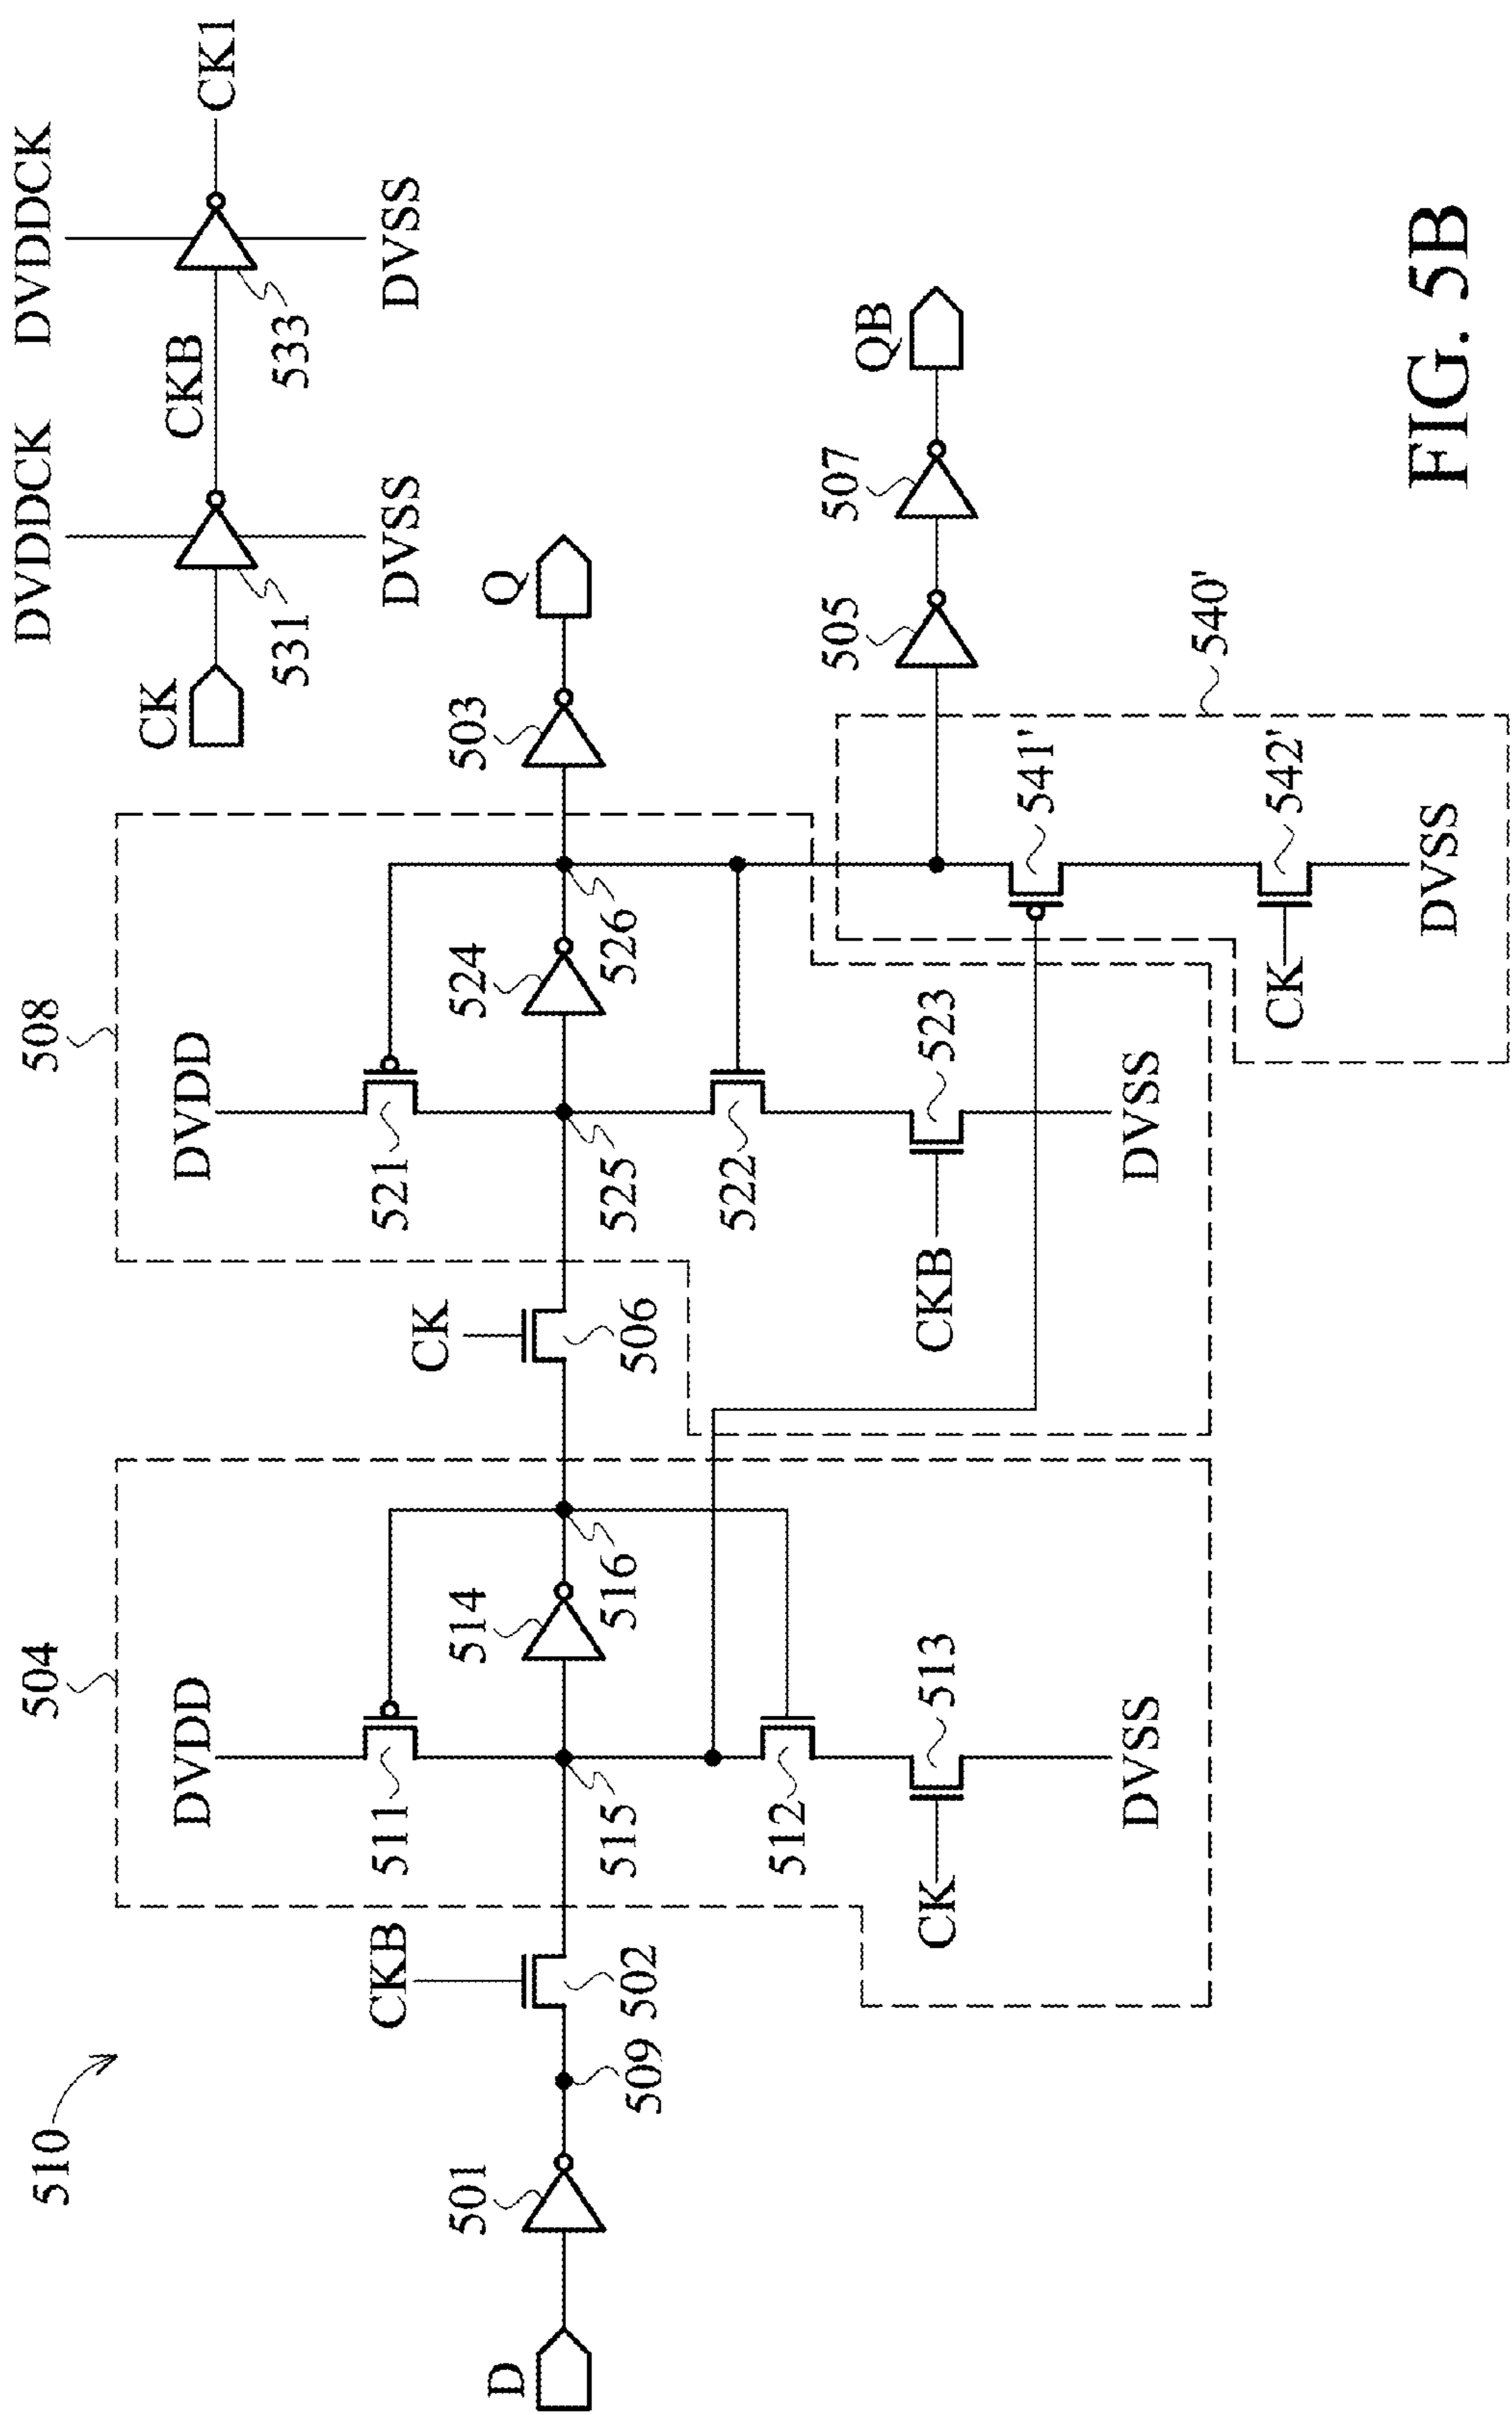 510
504
508
DVDDCK
DVDDCK
CK
CKB
CK1
531
533
DVSS
DVSS
DVDD
DVDD
511
521
CKB
CK
D
501
509
502
515
514
516
506
525
524
526
503
Q
512
522
CK
513
CKB
523
505
507
QB
DVSS
DVSS
541'
CK
542'
540'
DVSS
FIG. 5B